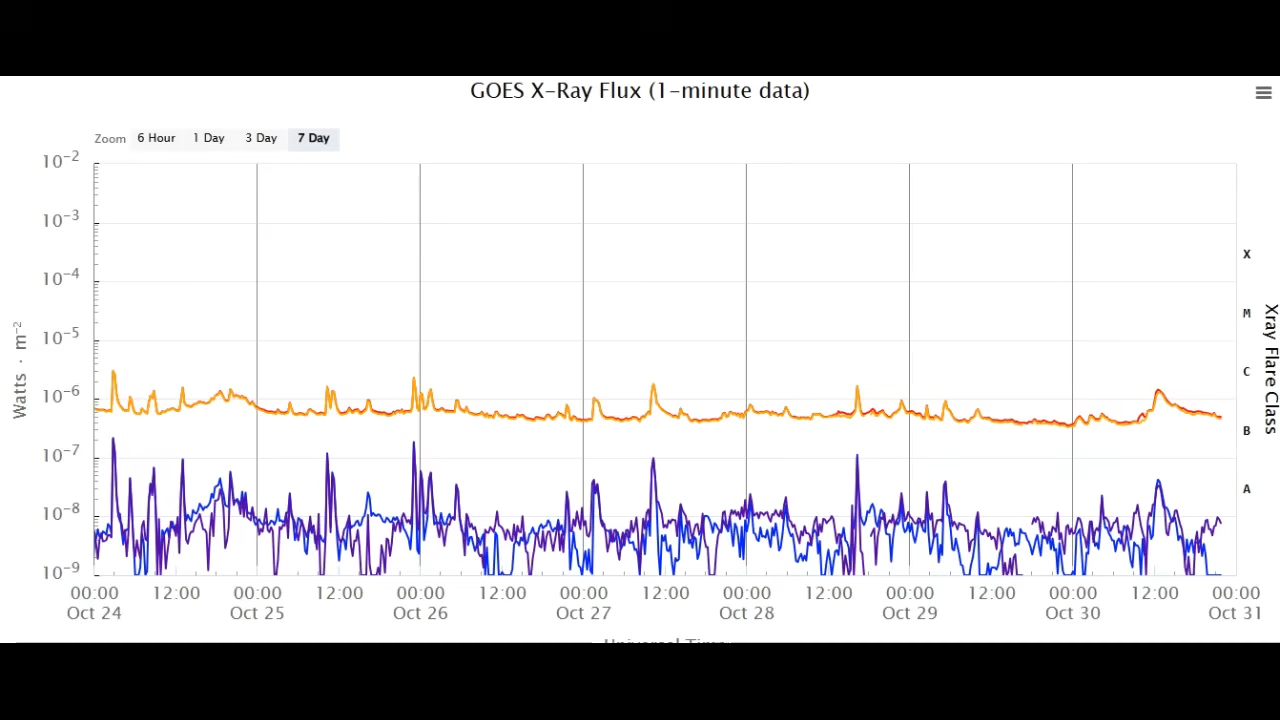 GOES X-Ray Flux (1-minute data)
Zoom 6 Hour 1 Day 3 Day 7 Day
10-2
10-3
10-4
10-5
10-6
10-7
10-8
10-9
Watts · m-2
X
M
C
B
A
Xray Flare Class
00:00 12:00 00:00 12:00 00:00 12:00 00:00 12:00 00:00 12:00 00:00 12:00 00:00 12:00 00:00
Oct 24 Oct 25 Oct 26 Oct 27 Oct 28 Oct 29 Oct 30 Oct 31
Universal Time